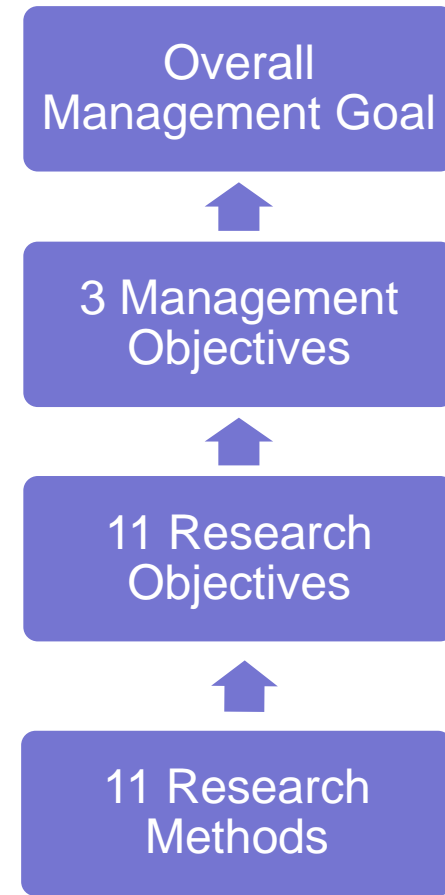 Overall
Management Goal
3 Management
Objectives
11 Research
Objectives
11 Research
Methods